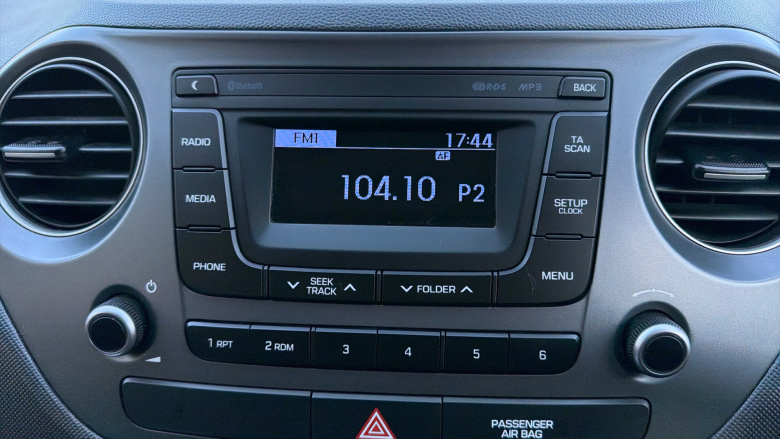 Bluetooth R·D·S MP3 BACK
RADIO FM1 17:44 TA
SCAN
AF
MEDIA 104.10 P2 SETUP
CLOCK
PHONE SEEK
TRACK FOLDER MENU
1 RPT 2 RDM 3 4 5 6
PASSENGER
AIR BAG